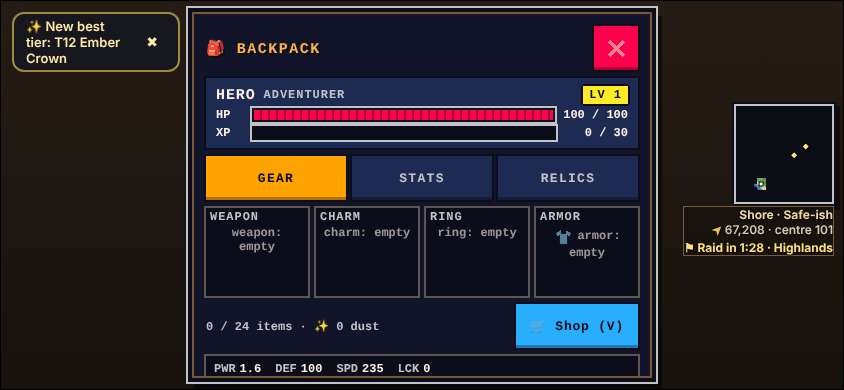 ✨ New best
tier: T12 Ember
Crown
✖
🎒 BACKPACK
✕
HERO ADVENTURER LV 1
HP 100 / 100
XP 0 / 30
GEAR STATS RELICS
WEAPON CHARM RING ARMOR
weapon: empty
charm: empty
ring: empty
armor: empty
0 / 24 items · ✨ 0 dust
🛒 Shop (V)
PWR 1.6 DEF 100 SPD 235 LCK 0
Shore · Safe-ish
67,208 · centre 101
⚑ Raid in 1:28 · Highlands